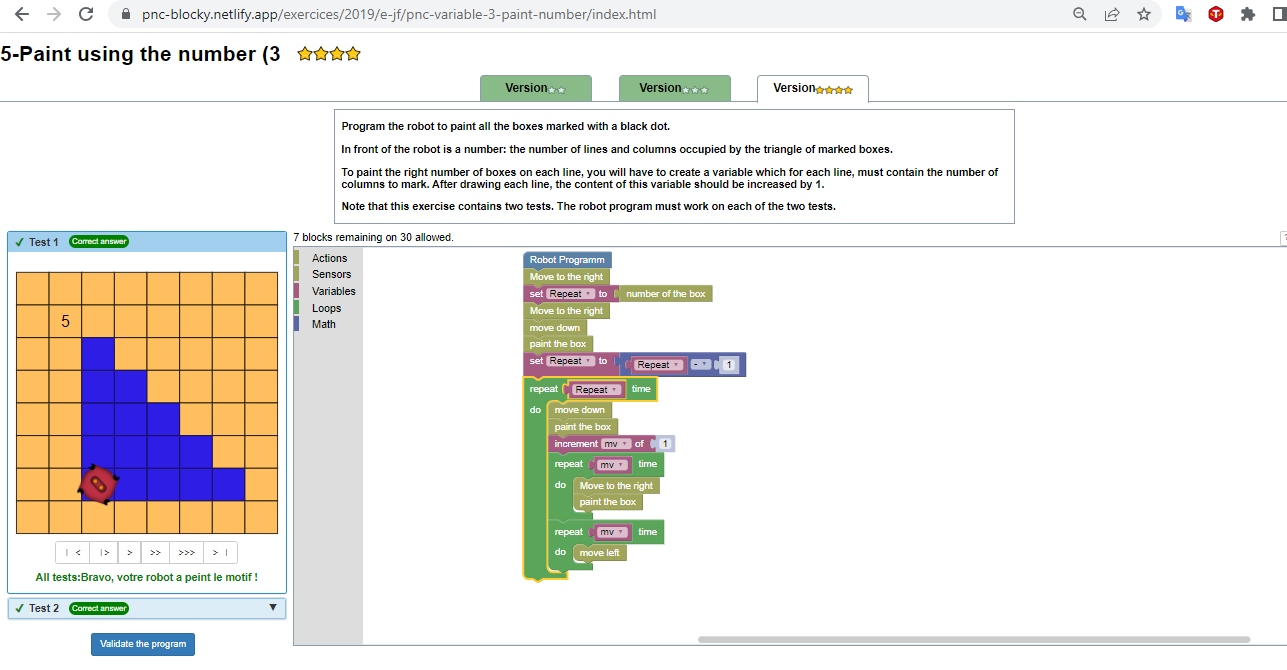 pnc-blocky.netlify.app/exercices/2019/e-jf/pnc-variable-3-paint-number/index.html
5-Paint using the number (3
Version
Version
Version
Program the robot to paint all the boxes marked with a black dot.
In front of the robot is a number: the number of lines and columns occupied by the triangle of marked boxes.
To paint the right number of boxes on each line, you will have to create a variable which for each line, must contain the number of
columns to mark. After drawing each line, the content of this variable should be increased by 1.
Note that this exercise contains two tests. The robot program must work on each of the two tests.
Test 1 Correct answer
5
| < | > > >> >>> > |
All tests:Bravo, votre robot a peint le motif !
Test 2 Correct answer
Validate the program
7 blocks remaining on 30 allowed.
Actions
Sensors
Variables
Loops
Math
Robot Programm
Move to the right
set Repeat to number of the box
Move to the right
move down
paint the box
set Repeat to Repeat - 1
repeat Repeat time
do move down
paint the box
increment mv of 1
repeat mv time
do Move to the right
paint the box
repeat mv time
do move left